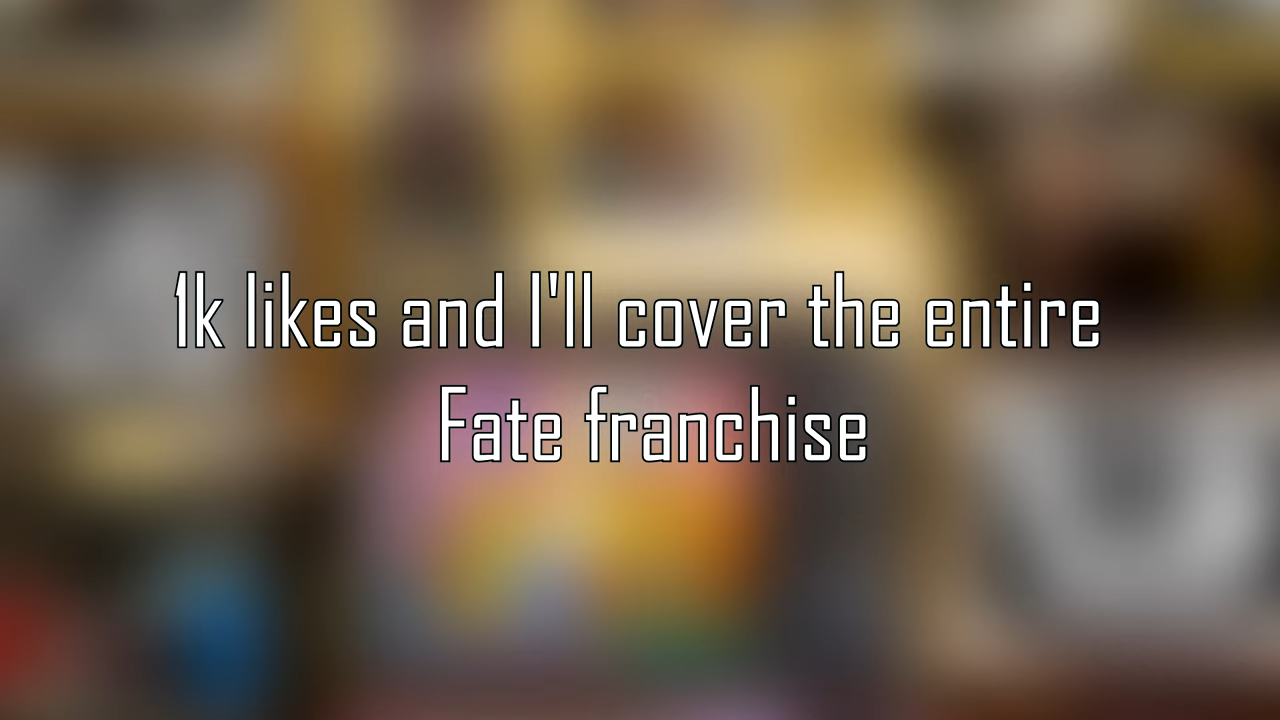 1k likes and I'll cover the entire
Fate franchise